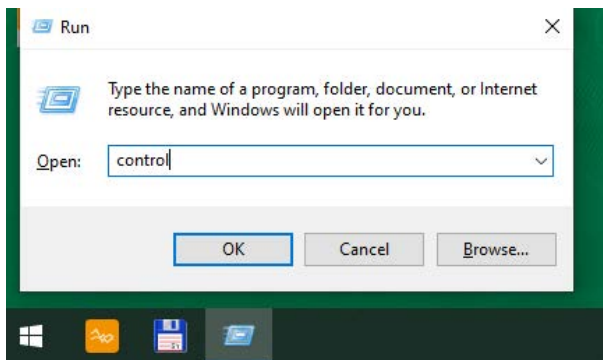 Run
Type the name of a program, folder, document, or Internet
resource, and Windows will open it for you.
Open: control
OK Cancel Browse...